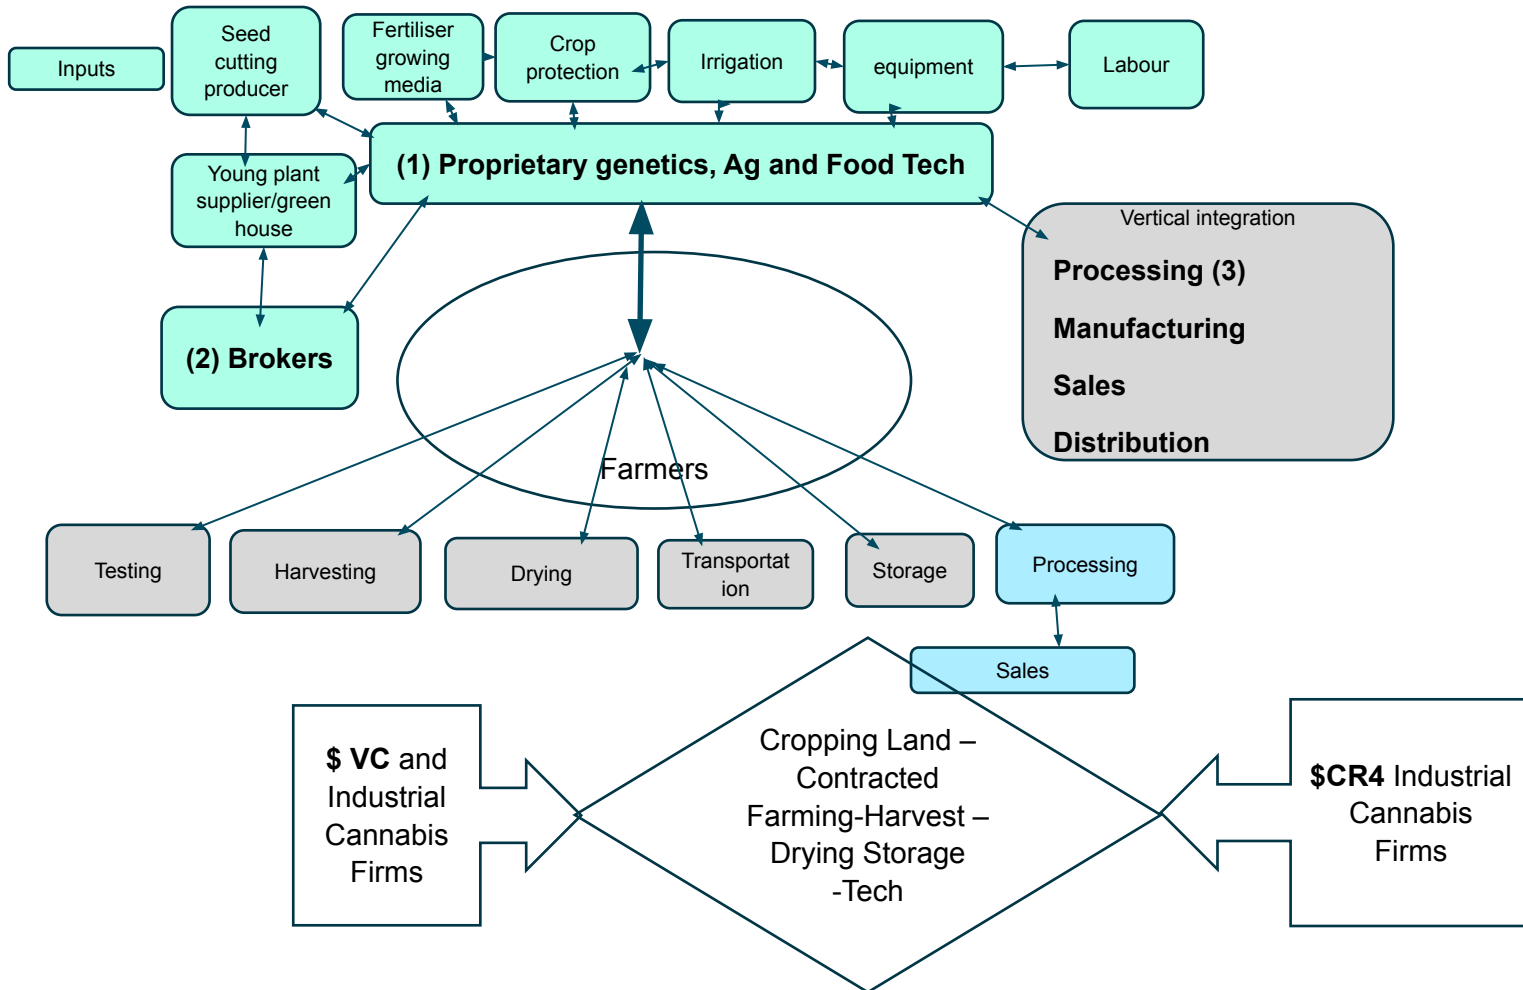 Inputs
Seed
cutting
producer
Fertiliser
growing
media
Crop
protection
Irrigation
equipment
Labour
(1) Proprietary genetics, Ag and Food Tech
Young plant
supplier/green
house
(2) Brokers
Vertical integration
Processing (3)
Manufacturing
Sales
Distribution
Farmers
Testing
Harvesting
Drying
Transportat
ion
Storage
Processing
Sales
$ VC and
Industrial
Cannabis
Firms
Cropping Land –
Contracted
Farming-Harvest –
Drying Storage
-Tech
$CR4 Industrial
Cannabis
Firms